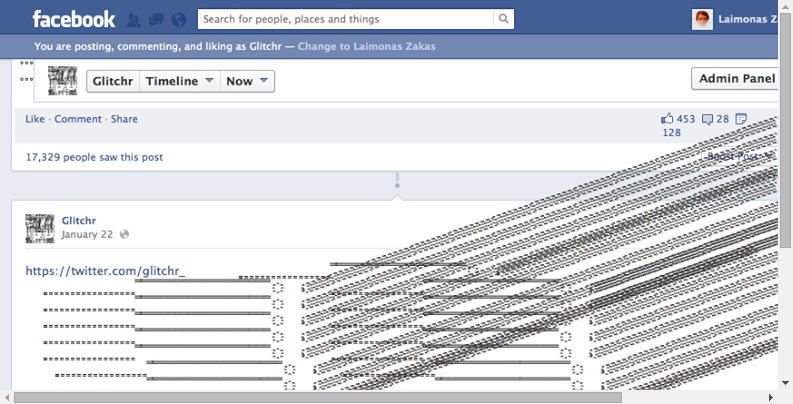 facebook
Search for people, places and things
Laimonas Z
You are posting, commenting, and liking as Glitchr — Change to Laimonas Zakas
Glitchr Timeline Now
Admin Panel
Like · Comment · Share
453 28
128
17,329 people saw this post
Boost Post
Glitchr
January 22
https://twitter.com/glitchr_